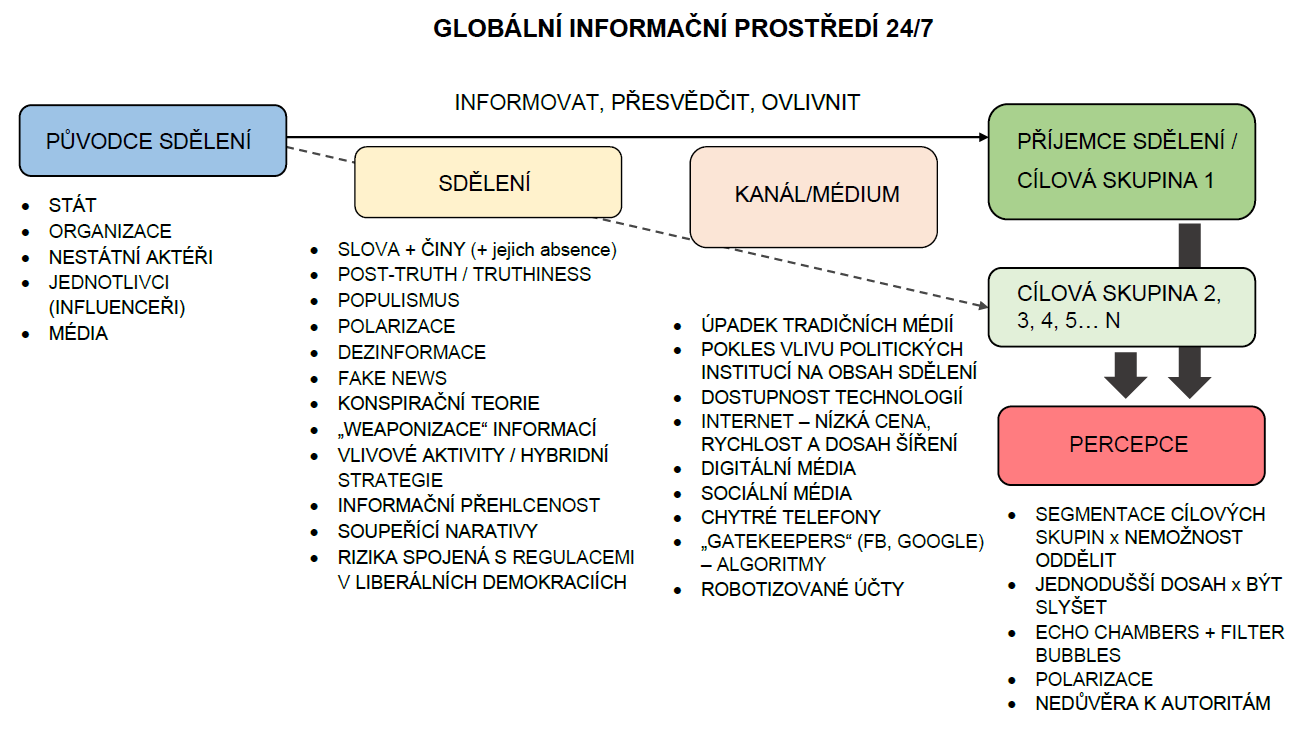 GLOBÁLNÍ INFORMAČNÍ PROSTŘEDÍ 24/7
INFORMOVAT, PŘESVĚDČIT, OVLIVNIT
PŮVODCE SDĚLENÍ
• STÁT
• ORGANIZACE
• NESTÁTNÍ AKTÉŘI
• JEDNOTLIVCI
(INFLUENCEŘI)
• MÉDIA
SDĚLENÍ
• SLOVA + ČINY (+ jejich absence)
• POST-TRUTH / TRUTHINESS
• POPULISMUS
• POLARIZACE
• DEZINFORMACE
• FAKE NEWS
• KONSPIRAČNÍ TEORIE
• „WEAPONIZACE“ INFORMACÍ
• VLIVOVÉ AKTIVITY / HYBRIDNÍ
STRATEGIE
• INFORMAČNÍ PŘEHLCENOST
• SOUPEŘÍCÍ NARATIVY
• RIZIKA SPOJENÁ S REGULACEMI
V LIBERÁLNÍCH DEMOKRACIÍCH
KANÁL/MÉDIUM
• ÚPADEK TRADIČNÍCH MÉDIÍ
• POKLES VLIVU POLITICKÝCH
INSTITUCÍ NA OBSAH SDĚLENÍ
• DOSTUPNOST TECHNOLOGIÍ
• INTERNET – NÍZKÁ CENA,
RYCHLOST A DOSAH ŠÍŘENÍ
• DIGITÁLNÍ MÉDIA
• SOCIÁLNÍ MÉDIA
• CHYTRÉ TELEFONY
• „GATEKEEPERS“ (FB, GOOGLE)
– ALGORITMY
• ROBOTIZOVANÉ ÚČTY
PŘÍJEMCE SDĚLENÍ /
CÍLOVÁ SKUPINA 1
CÍLOVÁ SKUPINA 2,
3, 4, 5… N
PERCEPCE
• SEGMENTACE CÍLOVÝCH
SKUPIN x NEMOŽNOST
ODDĚLIT
• JEDNODUŠŠÍ DOSAH x BÝT
SLYŠET
• ECHO CHAMBERS + FILTER
BUBBLES
• POLARIZACE
• NEDŮVĚRA K AUTORITÁM